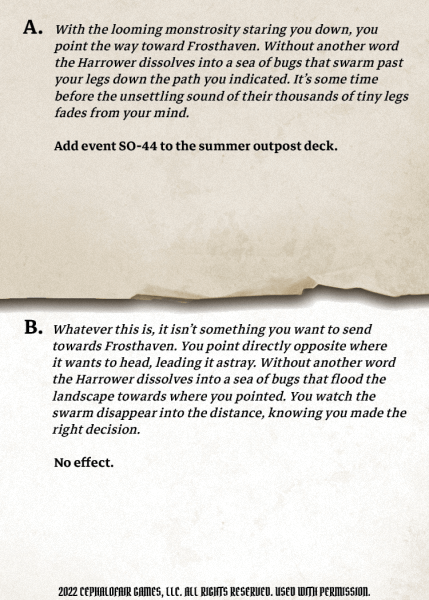 A. With the looming monstrosity staring you down, you
point the way toward Frosthaven. Without another word
the Harrower dissolves into a sea of bugs that swarm past
your legs down the path you indicated. It’s some time
before the unsettling sound of their thousands of tiny legs
fades from your mind.
Add event SO-44 to the summer outpost deck.
B. Whatever this is, it isn’t something you want to send
towards Frosthaven. You point directly opposite where
it wants to head, leading it astray. Without another word
the Harrower dissolves into a sea of bugs that flood the
landscape towards where you pointed. You watch the
swarm disappear into the distance, knowing you made the
right decision.
No effect.
2022 CEPHALOFAIR GAMES, LLC. ALL RIGHTS RESERVED. USED WITH PERMISSION.